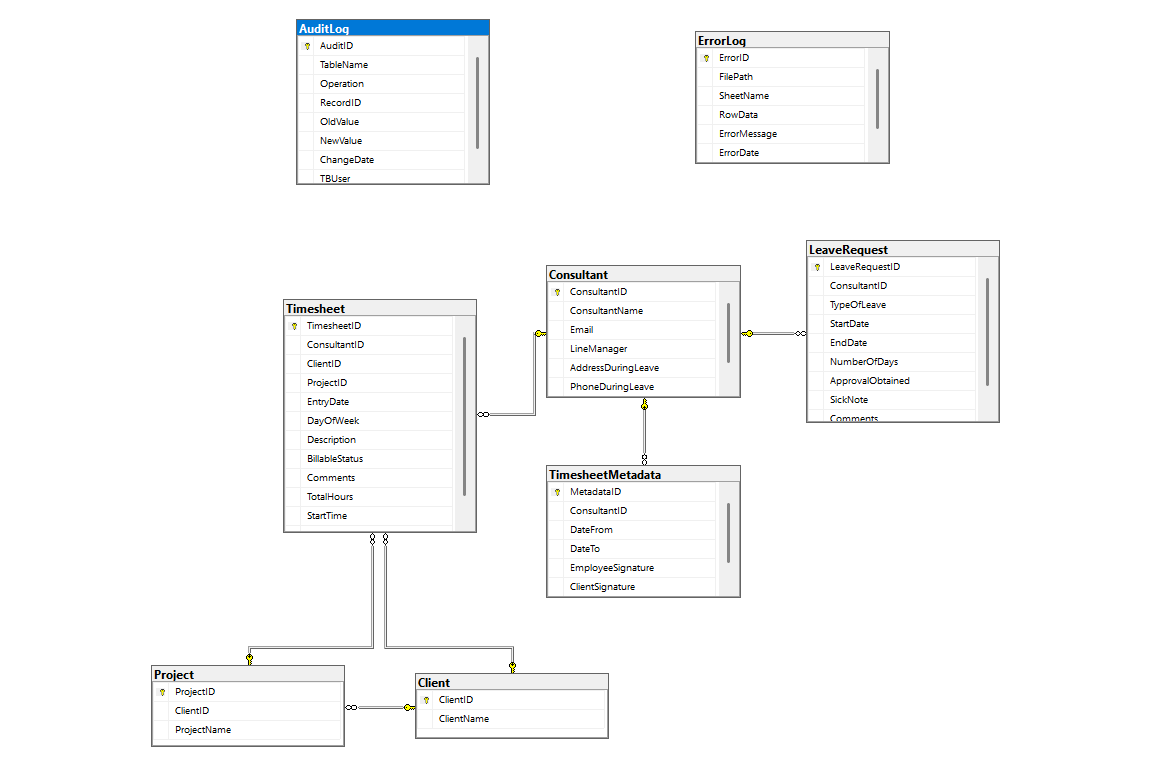 AuditLog
AuditID
TableName
Operation
RecordID
OldValue
NewValue
ChangeDate
TBUser
ErrorLog
ErrorID
FilePath
SheetName
RowData
ErrorMessage
ErrorDate
LeaveRequest
LeaveRequestID
ConsultantID
TypeOfLeave
StartDate
EndDate
NumberOfDays
ApprovalObtained
SickNote
Comments
Consultant
ConsultantID
ConsultantName
Email
LineManager
AddressDuringLeave
PhoneDuringLeave
Timesheet
TimesheetID
ConsultantID
ClientID
ProjectID
EntryDate
DayOfWeek
Description
BillableStatus
Comments
TotalHours
StartTime
TimesheetMetadata
MetadataID
ConsultantID
DateFrom
DateTo
EmployeeSignature
ClientSignature
Project
ProjectID
ClientID
ProjectName
Client
ClientID
ClientName